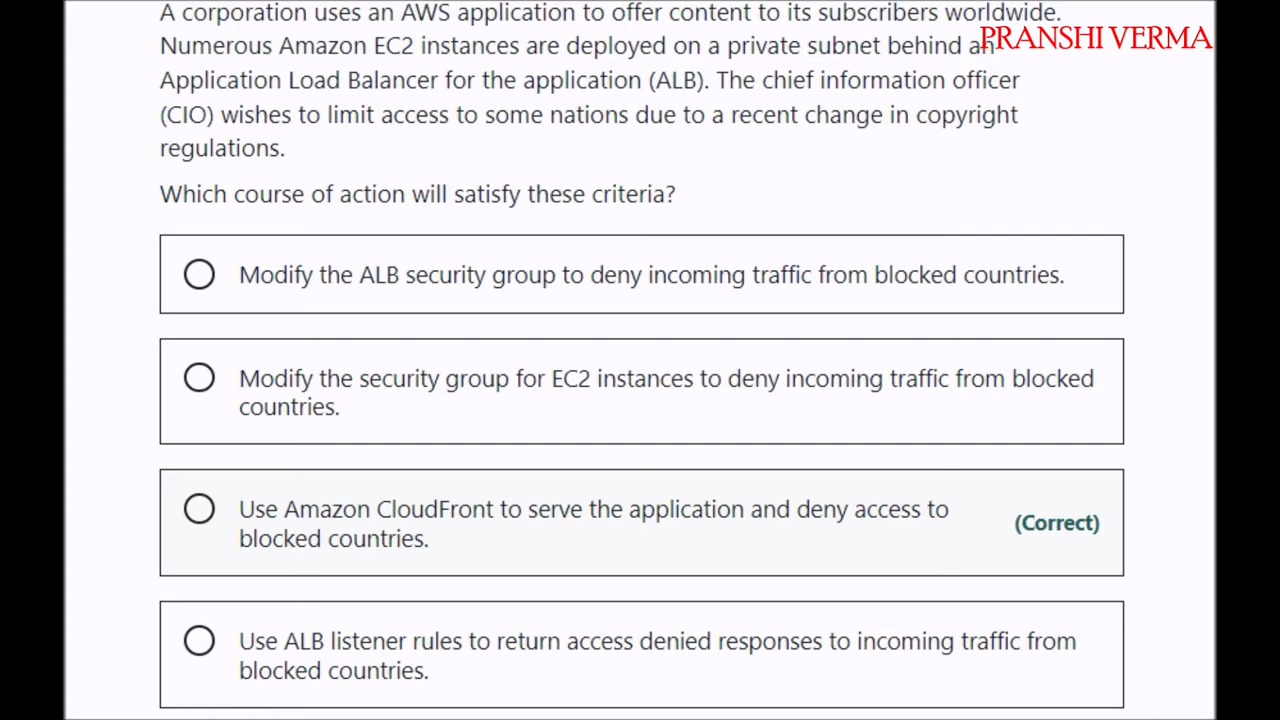 A corporation uses an AWS application to offer content to its subscribers worldwide.
Numerous Amazon EC2 instances are deployed on a private subnet behind an
PRANSHI VERMA
Application Load Balancer for the application (ALB). The chief information officer
(CIO) wishes to limit access to some nations due to a recent change in copyright
regulations.
Which course of action will satisfy these criteria?
Modify the ALB security group to deny incoming traffic from blocked countries.
Modify the security group for EC2 instances to deny incoming traffic from blocked
countries.
Use Amazon CloudFront to serve the application and deny access to
blocked countries.
(Correct)
Use ALB listener rules to return access denied responses to incoming traffic from
blocked countries.